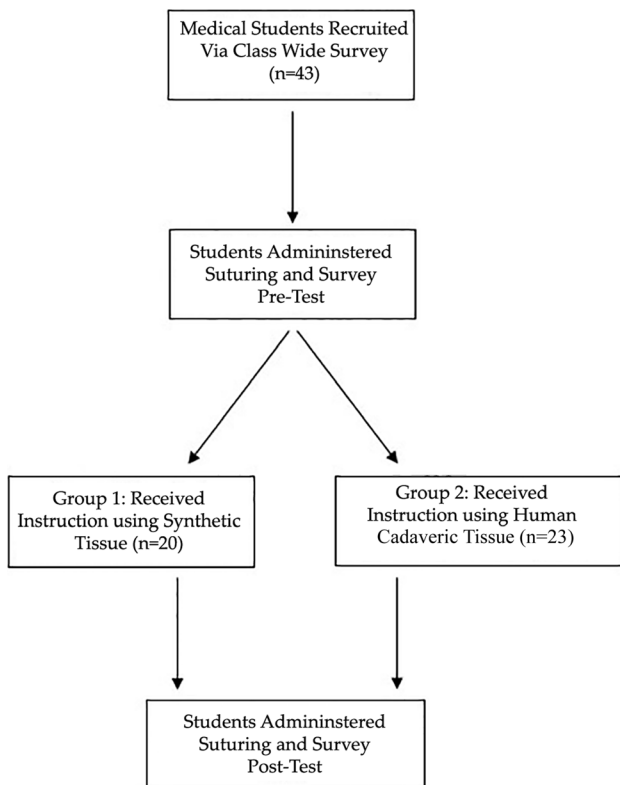 Medical Students Recruited
Via Class Wide Survey
(n=43)
Students Admininstered
Suturing and Survey
Pre-Test
Group 1: Received
Instruction using Synthetic
Tissue (n=20)
Group 2: Received
Instruction using Human
Cadaveric Tissue (n=23)
Students Admininstered
Suturing and Survey
Post-Test